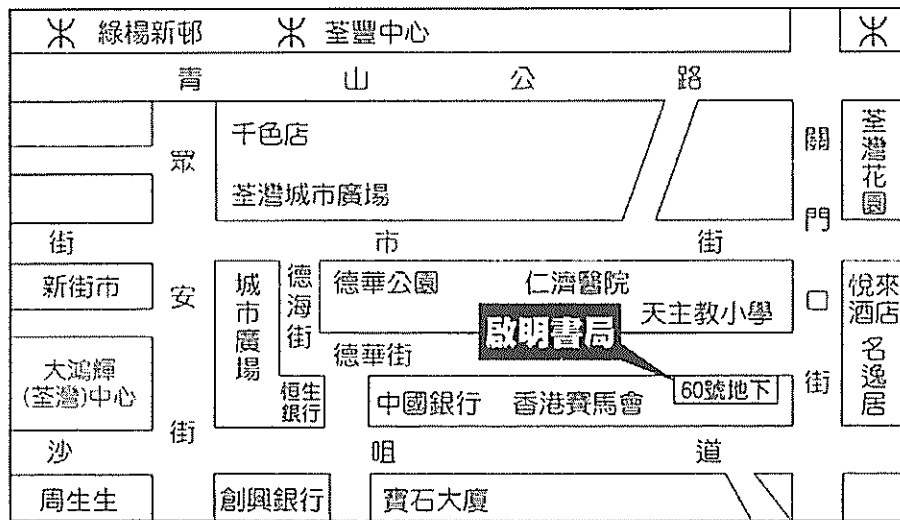 綠楊新邨 荃豐中心
青山公路
千色店
荃灣城市廣場
眾安街
關門口街
荃灣花園
街市街
新街市
城市廣場
德海街
德華公園 仁濟醫院
天主教小學
悅來酒店
名逸居
啟明書局
德華街
大鴻輝
(荃灣)中心
恒生
銀行
中國銀行 香港賽馬會
60號地下
沙咀道
周生生
創興銀行
寶石大廈